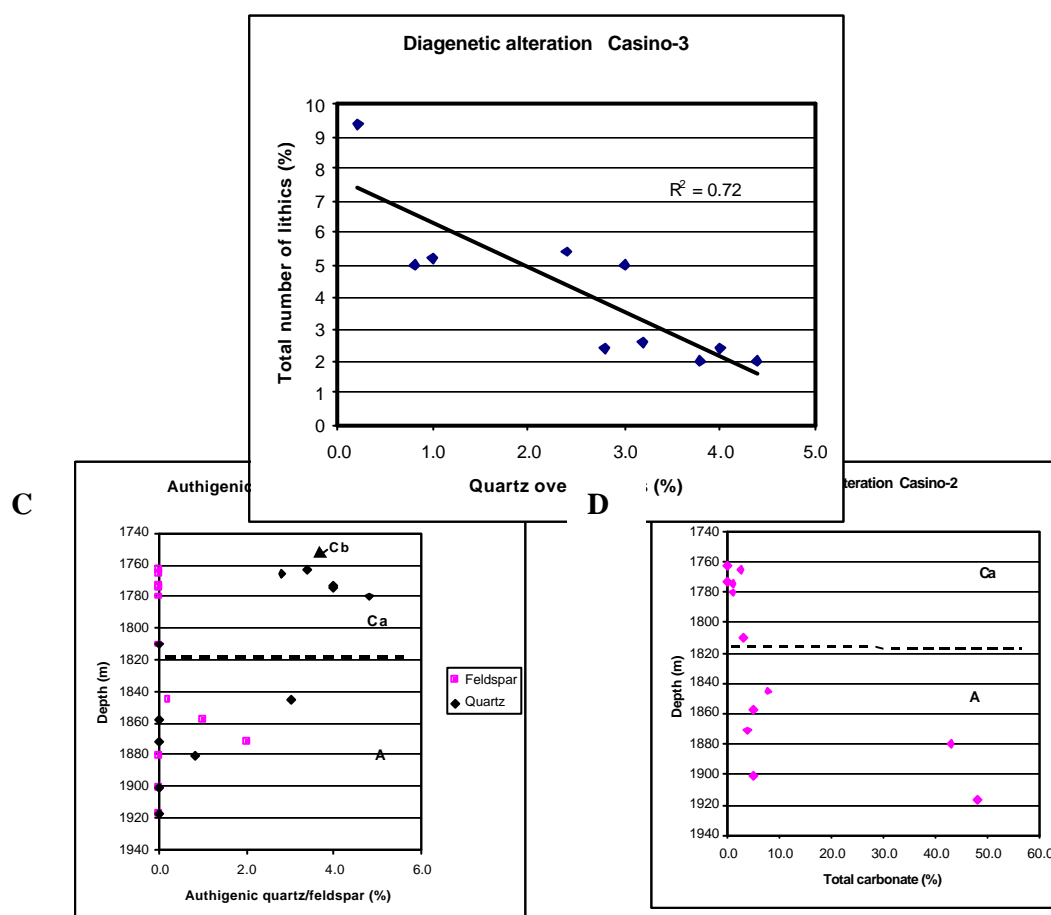 Diagenetic alteration Casino-3
10
9
8
7
6
5
4
3
2
1
0
Total number of lithics (%)
R² = 0.72
0.0 1.0 2.0 3.0 4.0 5.0
Quartz (%)
C
Authigenic
1740
1760
1780
1800
1820
1840
1860
1880
1900
1920
1940
Depth (m)
Cb
Ca
A
Feldspar
Quartz
0.0 2.0 4.0 6.0
Authigenic quartz/feldspar (%)
D
Casino-2
1740
1760
1780
1800
1820
1840
1860
1880
1900
1920
1940
Depth (m)
Ca
A
0.0 10.0 20.0 30.0 40.0 50.0 60.0
Total carbonate (%)